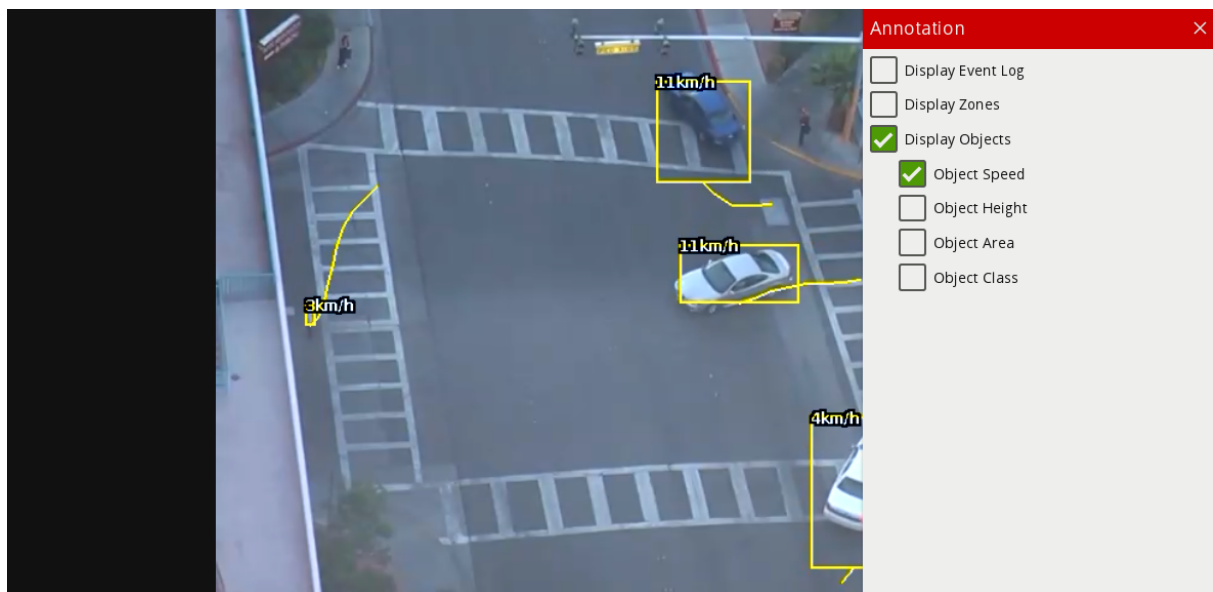 Annotation
Display Event Log
Display Zones
Display Objects
Object Speed
Object Height
Object Area
Object Class
11km/h
11km/h
3km/h
4km/h